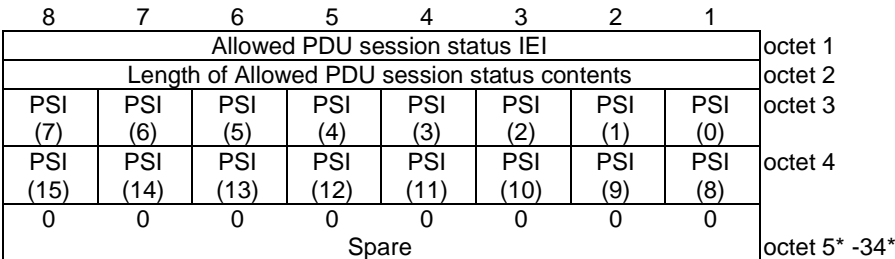 8 7 6 5 4 3 2 1
Allowed PDU session status IEI octet 1
Length of Allowed PDU session status contents octet 2
PSI PSI PSI PSI PSI PSI PSI PSI octet 3
(7) (6) (5) (4) (3) (2) (1) (0)
PSI PSI PSI PSI PSI PSI PSI PSI octet 4
(15) (14) (13) (12) (11) (10) (9) (8)
0 0 0 0 0 0 0 0
Spare octet 5* -34*